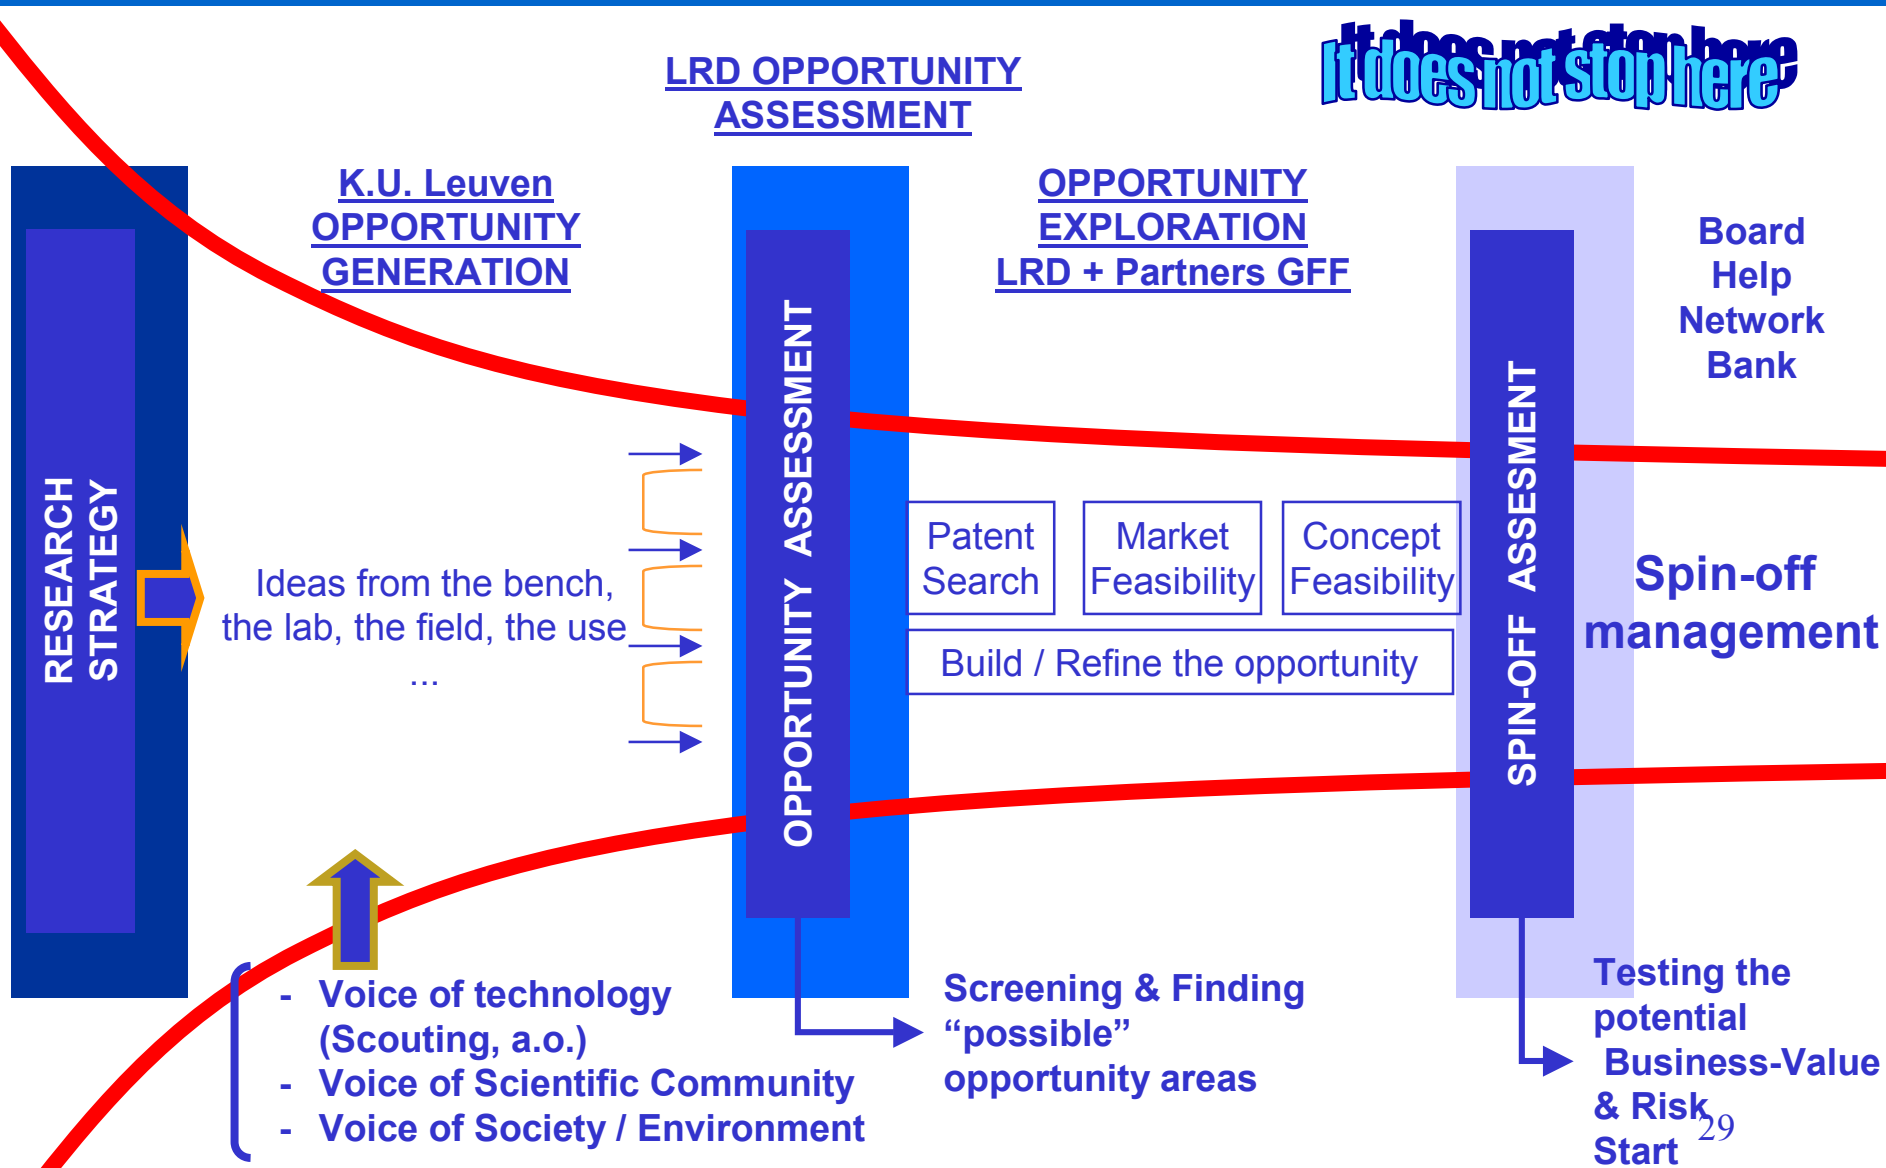 It does not stop here
LRD OPPORTUNITY
ASSESSMENT
K.U. Leuven
OPPORTUNITY
GENERATION
OPPORTUNITY
EXPLORATION
LRD + Partners GFF
Board
Help
Network
Bank
RESEARCH
STRATEGY
Ideas from the bench,
the lab, the field, the use
...
OPPORTUNITY ASSESSMENT
Patent
Search
Market
Feasibility
Concept
Feasibility
Build / Refine the opportunity
SPIN-OFF ASSESSMENT
Spin-off
management
- Voice of technology
(Scouting, a.o.)
- Voice of Scientific Community
- Voice of Society / Environment
Screening & Finding
“possible”
opportunity areas
Testing the
potential
Business-Value
& Risk
Start
29